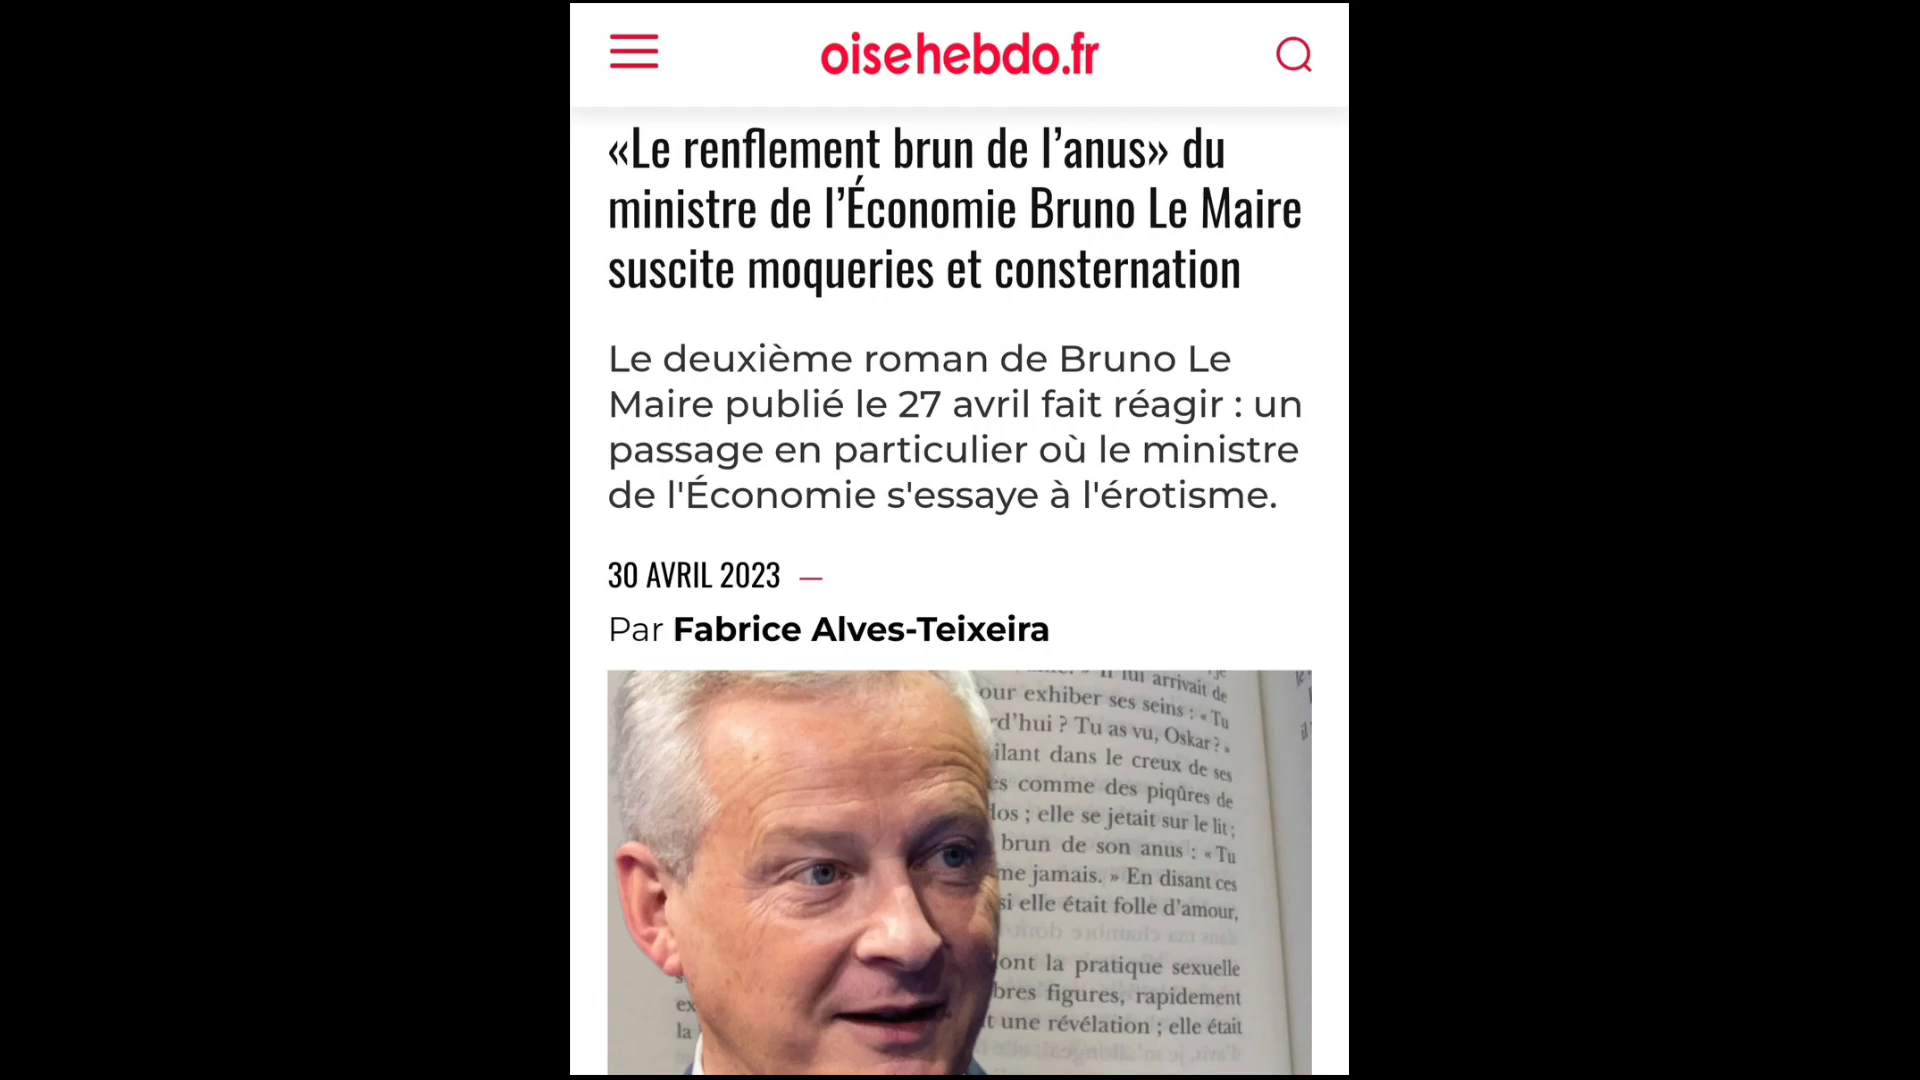 oisehebdo.fr
«Le renflement brun de l’anus» du
ministre de l’Économie Bruno Le Maire
suscite moqueries et consternation
Le deuxième roman de Bruno Le
Maire publié le 27 avril fait réagir : un
passage en particulier où le ministre
de l'Économie s'essaye à l'érotisme.
30 AVRIL 2023 —
Par Fabrice Alves-Teixeira
Il lui arrivait de
our exhiber ses seins : « Tu
rd’hui ? Tu as vu, Oskar ? »
ilant dans le creux de ses
es comme des piqûres de
los ; elle se jetait sur le lit ;
brun de son anus : « Tu
me jamais. » En disant ces
si elle était folle d’amour,
ont la pratique sexuelle
bres figures, rapidement
ex
t une révélation ; elle était
la